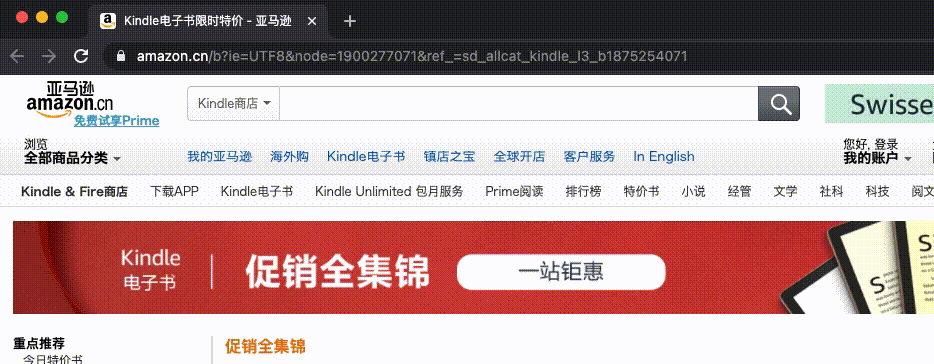 Kindle电子书限时特价 - 亚马逊
amazon.cn/b?ie=UTF8&node=1900277071&ref_=sd_allcat_kindle_l3_b1875254071
亚马逊
amazon.cn
免费试享Prime
Kindle商店
Swisse
浏览
全部商品分类
我的亚马逊 海外购 Kindle电子书 镇店之宝 全球开店 客户服务 In English
您好, 登录
我的账户
Kindle & Fire商店 下载APP Kindle电子书 Kindle Unlimited 包月服务 Prime阅读 排行榜 特价书 小说 经管 文学 社科 科技 阅文
Kindle
电子书
促销全集锦
一站钜惠
重点推荐
今日特价书
促销全集锦